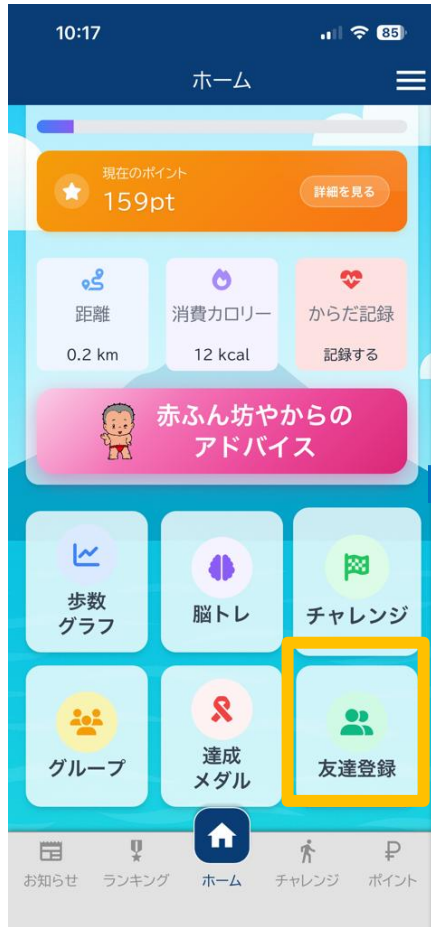 10:17
85
ホーム
現在のポイント
159pt
詳細を見る
距離
0.2 km
消費カロリー
12 kcal
からだ記録
記録する
赤ふん坊やからの
アドバイス
歩数
グラフ
脳トレ
チャレンジ
グループ
達成
メダル
友達登録
お知らせ
ランキング
ホーム
チャレンジ
ポイント